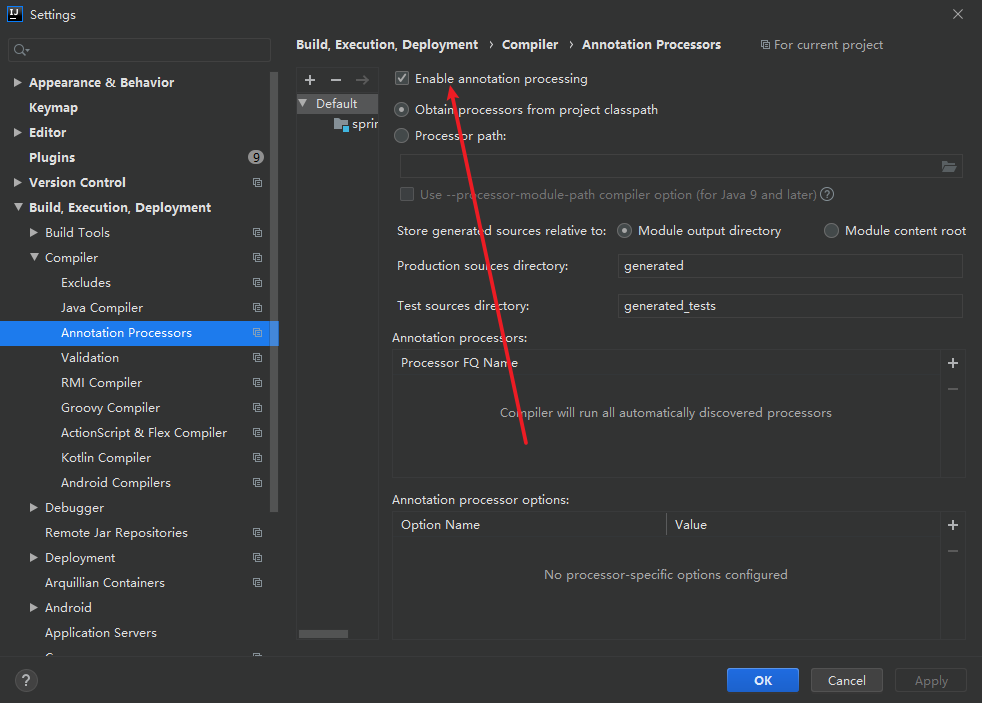 Settings
Build, Execution, Deployment › Compiler › Annotation Processors
For current project
Appearance & Behavior
Keymap
Editor
Plugins 9
Version Control
Build, Execution, Deployment
Build Tools
Compiler
Excludes
Java Compiler
Annotation Processors
Validation
RMI Compiler
Groovy Compiler
ActionScript & Flex Compiler
Kotlin Compiler
Android Compilers
Debugger
Remote Jar Repositories
Deployment
Arquillian Containers
Android
Application Servers
Default
sprin
Enable annotation processing
Obtain processors from project classpath
Processor path:
Use --processor-module-path compiler option (for Java 9 and later) ?
Store generated sources relative to: Module output directory Module content root
Production sources directory: generated
Test sources directory: generated_tests
Annotation processors:
Processor FQ Name
Compiler will run all automatically discovered processors
Annotation processor options:
Option Name Value
No processor-specific options configured
? OK Cancel Apply